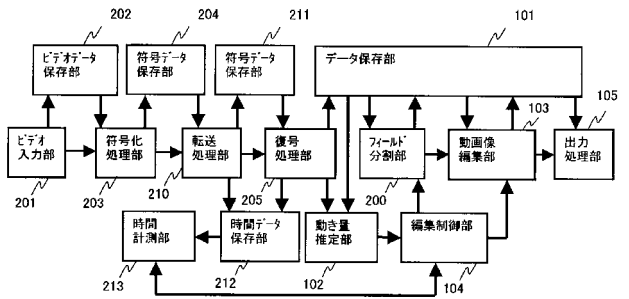 202
204
211
101
ビデオデータ
保存部
符号データ
保存部
符号データ
保存部
データ保存部
103
105
ビデオ
入力部
符号化
処理部
転送
処理部
復号
処理部
フィールド
分割部
動画像
編集部
出力
処理部
201
203
210
205
200
時間
計測部
時間データ
保存部
動き量
推定部
編集制御部
213
212
102
104